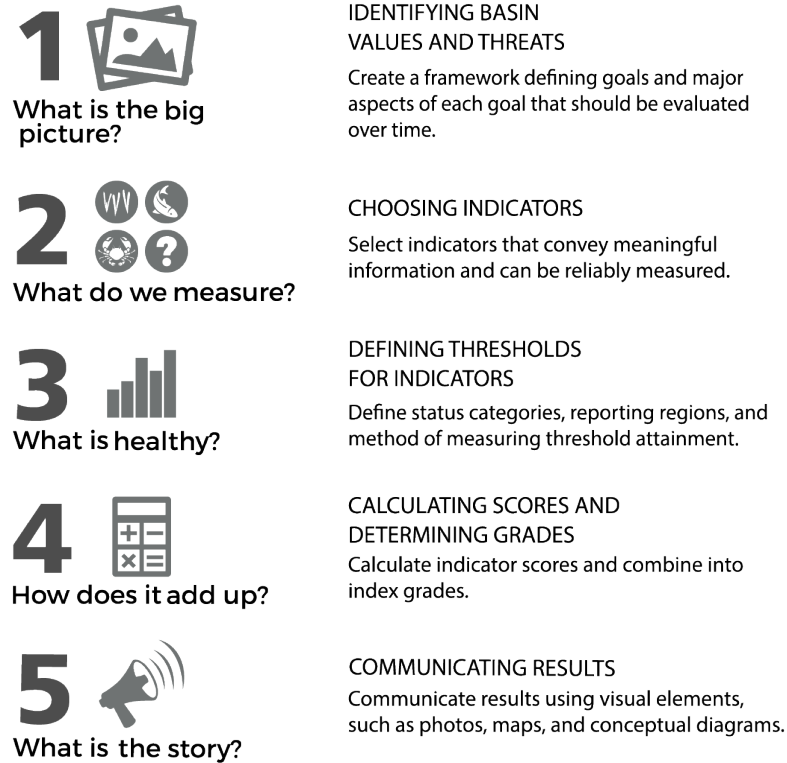 1
What is the big
picture?
IDENTIFYING BASIN
VALUES AND THREATS
Create a framework defining goals and major
aspects of each goal that should be evaluated
over time.
2
?
What do we measure?
CHOOSING INDICATORS
Select indicators that convey meaningful
information and can be reliably measured.
3
What is healthy?
DEFINING THRESHOLDS
FOR INDICATORS
Define status categories, reporting regions, and
method of measuring threshold attainment.
4
+ −
× =
How does it add up?
CALCULATING SCORES AND
DETERMINING GRADES
Calculate indicator scores and combine into
index grades.
5
What is the story?
COMMUNICATING RESULTS
Communicate results using visual elements,
such as photos, maps, and conceptual diagrams.